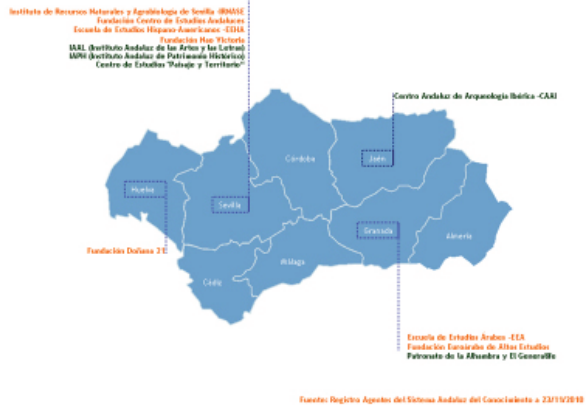 Instituto de Recursos Naturales y Agrobiología de Sevilla -IRNASE
Fundación Centro de Estudios Andaluces
Escuela de Estudios Hispano-Americanos -EEHA
Fundación Nao Victoria
IAAL (Instituto Andaluz de las Artes y las Letras)
IAPH (Instituto Andaluz de Patrimonio Histórico)
Centro de Estudios "Paisaje y Territorio"
Centro Andaluz de Arqueología Ibérica -CAAI
Córdoba
Jaén
Huelva
Sevilla
Granada
Almería
Fundación Doñana 21
Málaga
Cádiz
Escuela de Estudios Árabes -EEA
Fundación Euroárabe de Altos Estudios
Patronato de la Alhambra y El Generalife
Fuente: Registro Agentes del Sistema Andaluz del Conocimiento a 23/11/2010